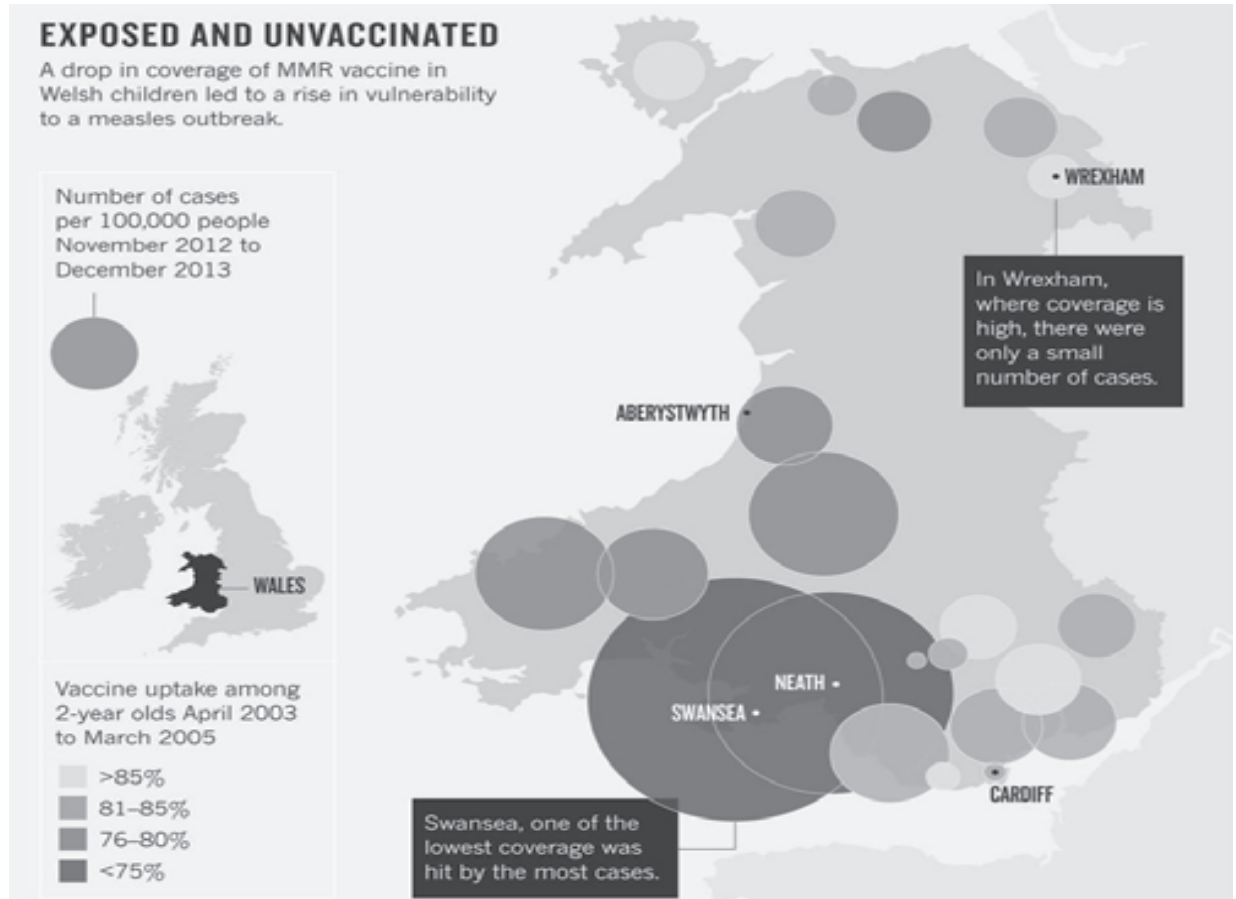 EXPOSED AND UNVACCINATED
A drop in coverage of MMR vaccine in
Welsh children led to a rise in vulnerability
to a measles outbreak.
Number of cases
per 100,000 people
November 2012 to
December 2013
WALES
Vaccine uptake among
2-year olds April 2003
to March 2005
>85%
81–85%
76–80%
<75%
WREXHAM
In Wrexham,
where coverage is
high, there were
only a small
number of cases.
ABERYSTWYTH
NEATH
SWANSEA
CARDIFF
Swansea, one of the
lowest coverage was
hit by the most cases.